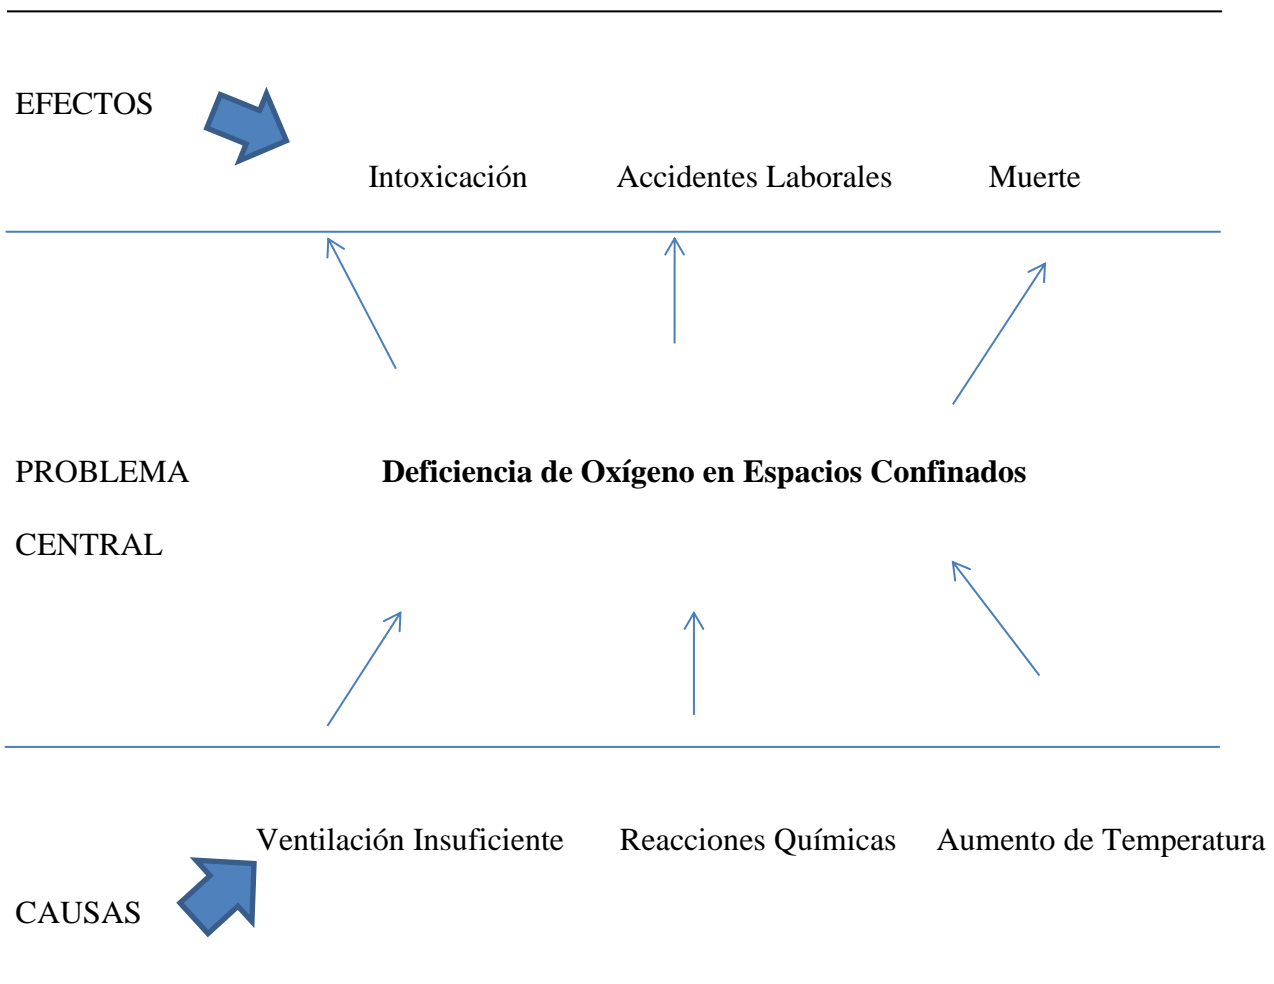 EFECTOS
Intoxicación Accidentes Laborales Muerte
PROBLEMA Deficiencia de Oxígeno en Espacios Confinados
CENTRAL
Ventilación Insuficiente Reacciones Químicas Aumento de Temperatura
CAUSAS